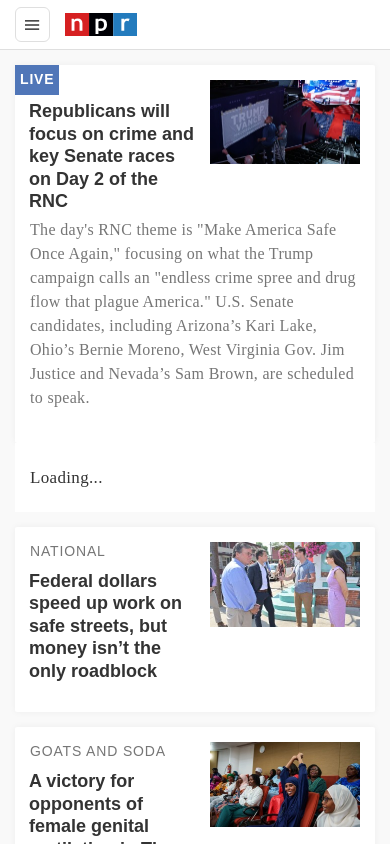 npr
LIVE
Republicans will
focus on crime and
key Senate races
on Day 2 of the
RNC
TRUMP
VANCE
The day's RNC theme is "Make America Safe
Once Again," focusing on what the Trump
campaign calls an "endless crime spree and drug
flow that plague America." U.S. Senate
candidates, including Arizona’s Kari Lake,
Ohio’s Bernie Moreno, West Virginia Gov. Jim
Justice and Nevada’s Sam Brown, are scheduled
to speak.
Loading...
NATIONAL
Federal dollars
speed up work on
safe streets, but
money isn’t the
only roadblock
GOATS AND SODA
A victory for
opponents of
female genital